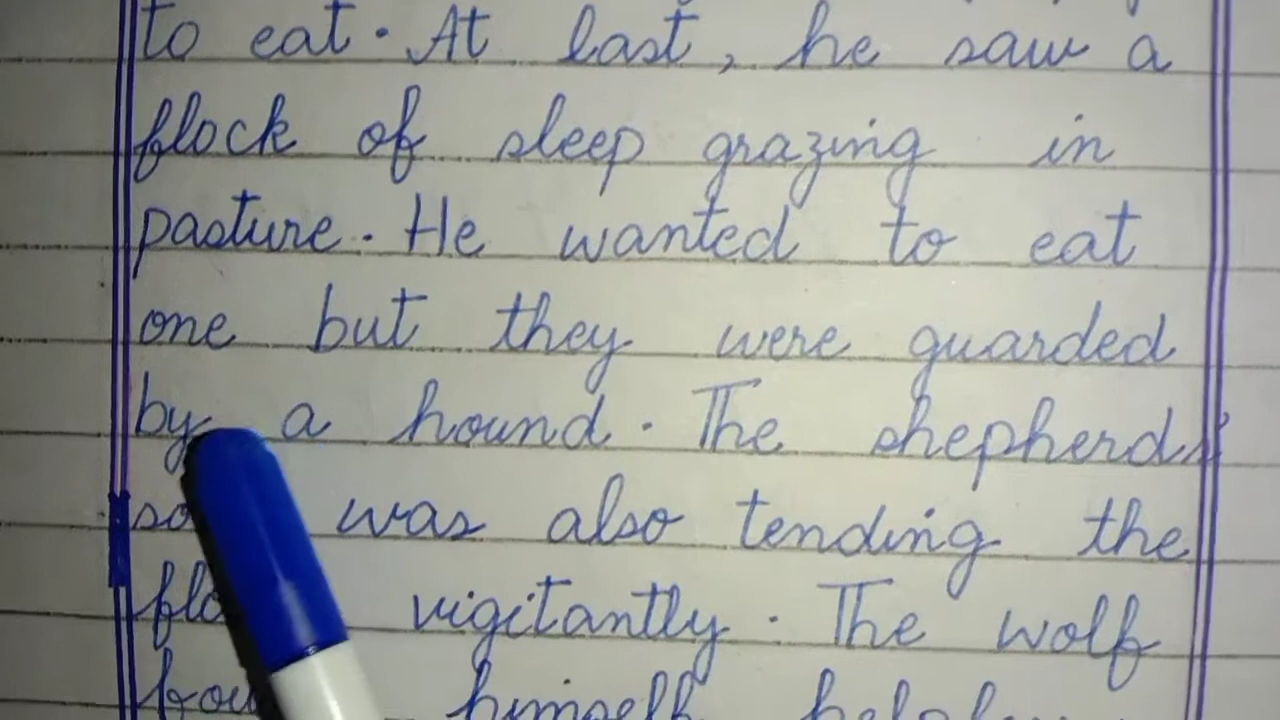 to eat. At last, he saw a
flock of sleep grazing in
pasture. He wanted to eat
one but they were guarded
by a hound. The shepherd's
was also tending the
vigitantly. The wolf
himself